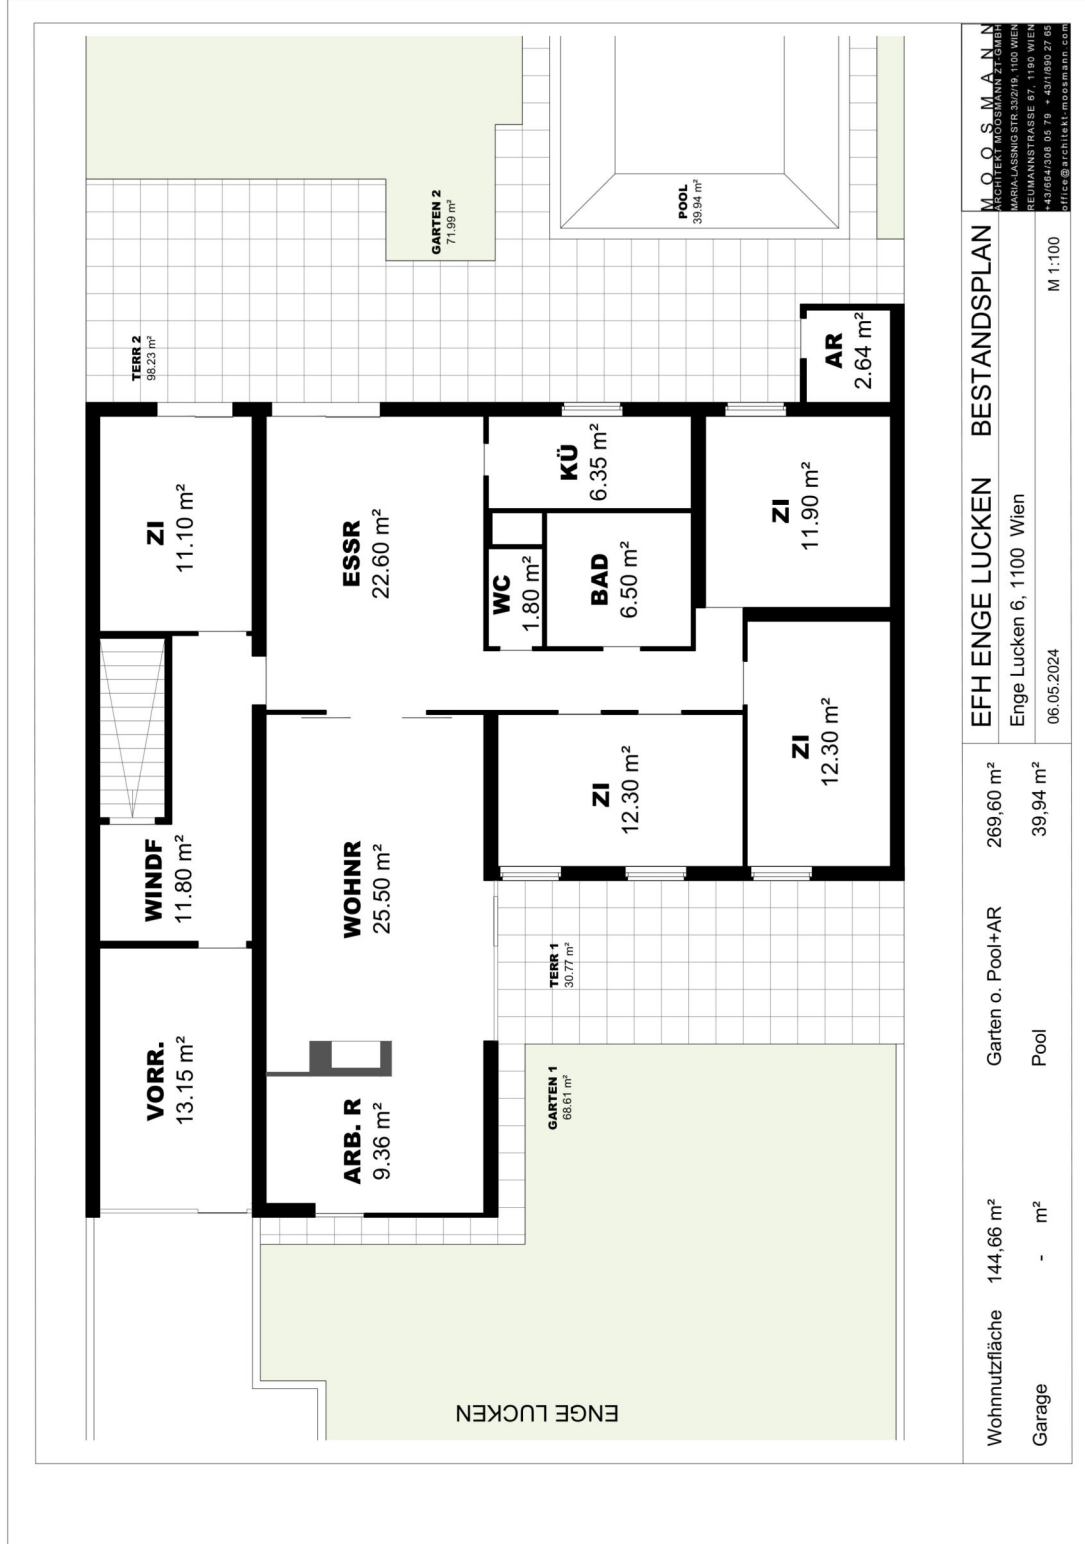 ZI
11.10 m²
WINDF
11.80 m²
VORR.
13.15 m²
ESSR
22.60 m²
WOHNR
25.50 m²
ARB. R
9.36 m²
KÜ
6.35 m²
WC
1.80 m²
BAD
6.50 m²
ZI
12.30 m²
ZI
11.90 m²
ZI
12.30 m²
AR
2.64 m²
TERR 2
98.23 m²
GARTEN 2
71.99 m²
POOL
39.94 m²
TERR 1
30.77 m²
GARTEN 1
68.61 m²
ENGE LUCKEN
Wohnnutzfläche 144,66 m² Garten o. Pool+AR 269,60 m²
Garage - m² Pool 39,94 m²
EFH ENGE LUCKEN BESTANDSPLAN
Enge Lucken 6, 1100 Wien
06.05.2024 M 1:100
MOOSMANN
ARCHITEKT MOOSMANN ZT-GMBH
MARIA-LASSNIG STR.33/2/19, 1100 WIEN
REUMANNSTRASSE 67, 1190 WIEN
+43/664/308 05 79 + 43/1/890 27 65
office@architekt-moosmann.com